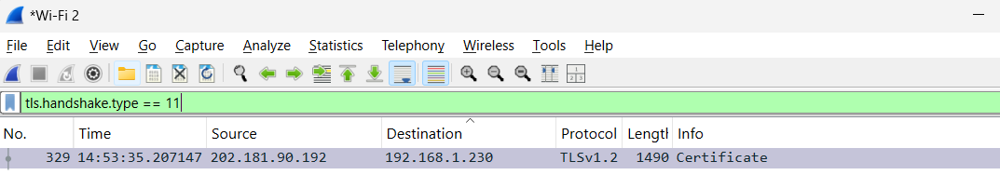 *Wi-Fi 2
File Edit View Go Capture Analyze Statistics Telephony Wireless Tools Help
tls.handshake.type == 11
No. Time Source Destination Protocol Lengtl Info
329 14:53:35.207147 202.181.90.192 192.168.1.230 TLSv1.2 1490 Certificate